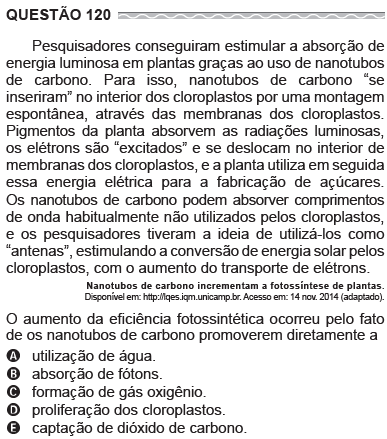 QUESTÃO 120
Pesquisadores conseguiram estimular a absorção de
energia luminosa em plantas graças ao uso de nanotubos
de carbono. Para isso, nanotubos de carbono “se
inseriram” no interior dos cloroplastos por uma montagem
espontânea, através das membranas dos cloroplastos.
Pigmentos da planta absorvem as radiações luminosas,
os elétrons são “excitados” e se deslocam no interior de
membranas dos cloroplastos, e a planta utiliza em seguida
essa energia elétrica para a fabricação de açúcares.
Os nanotubos de carbono podem absorver comprimentos
de onda habitualmente não utilizados pelos cloroplastos,
e os pesquisadores tiveram a ideia de utilizá-los como
“antenas”, estimulando a conversão de energia solar pelos
cloroplastos, com o aumento do transporte de elétrons.
Nanotubos de carbono incrementam a fotossíntese de plantas.
Disponível em: http://lqes.iqm.unicamp.br. Acesso em: 14 nov. 2014 (adaptado).
O aumento da eficiência fotossintética ocorreu pelo fato
de os nanotubos de carbono promoverem diretamente a
A utilização de água.
B absorção de fótons.
C formação de gás oxigênio.
D proliferação dos cloroplastos.
E captação de dióxido de carbono.